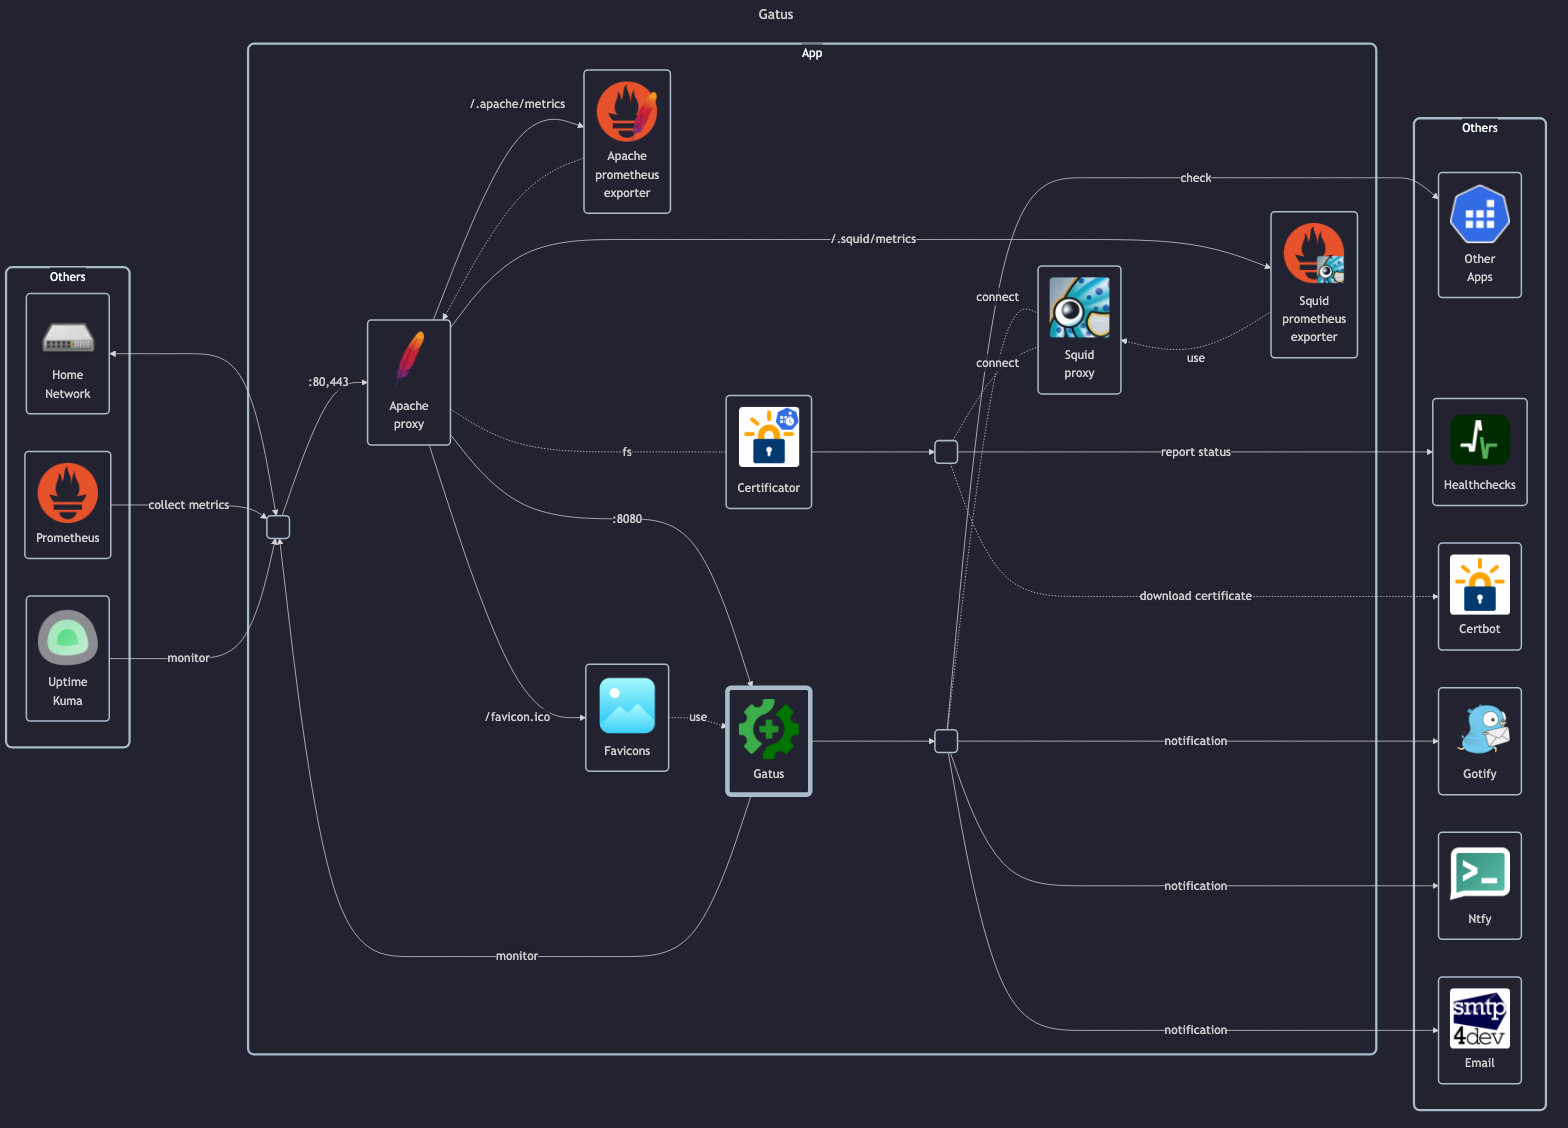 Gatus
App
/.apache/metrics
Apache
prometheus
exporter
Others
check
Other
Apps
/.squid/metrics
Squid
prometheus
exporter
Others
Home
Network
connect
Squid
proxy
use
connect
:80,443
Apache
proxy
fs
Certificator
report status
Healthchecks
collect metrics
Prometheus
:8080
download certificate
Certbot
monitor
Uptime
Kuma
/favicon.ico
use
Favicons
Gatus
notification
Gotify
notification
Ntfy
monitor
notification
smtp
4dev
Email